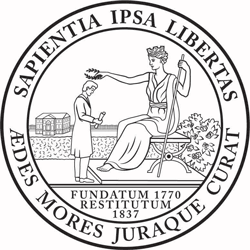 SAPIENTIA IPSA LIBERTAS
ÆDES MORES JURAQUE CURAT
FUNDATUM 1770
RESTITUTUM
1837